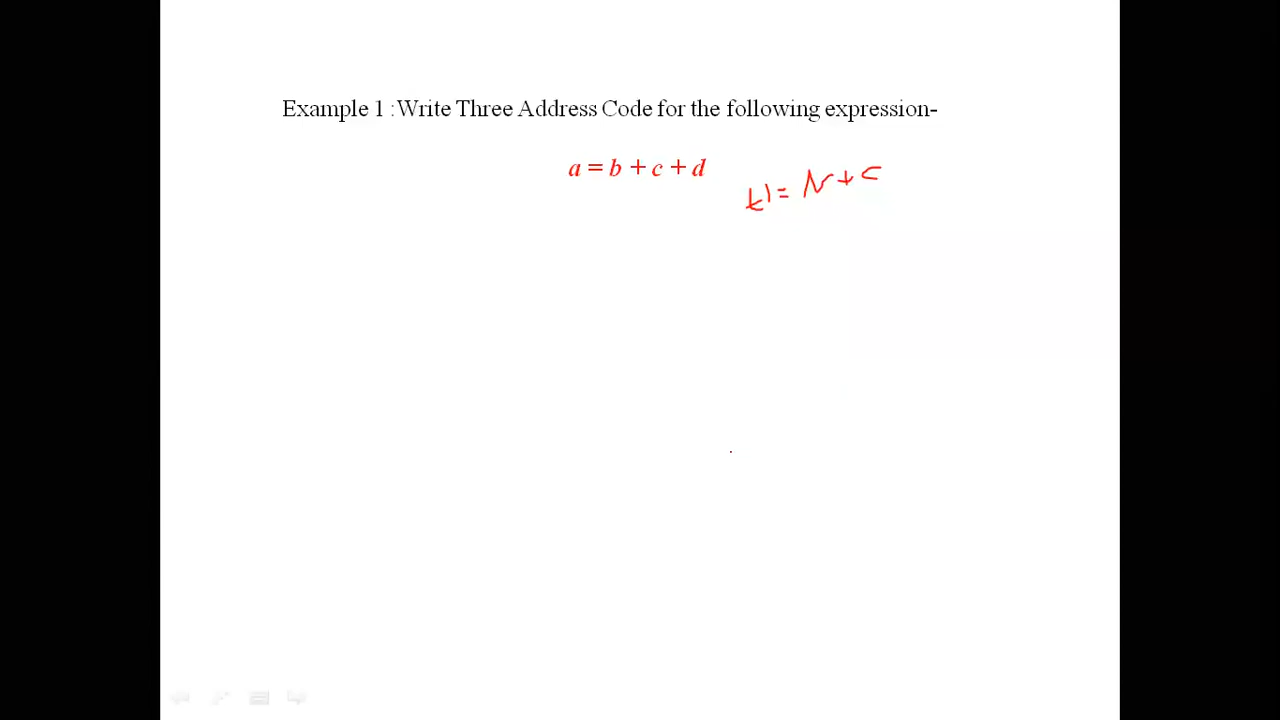 Example 1 :Write Three Address Code for the following expression-
a = b + c + d
t1 = b + c